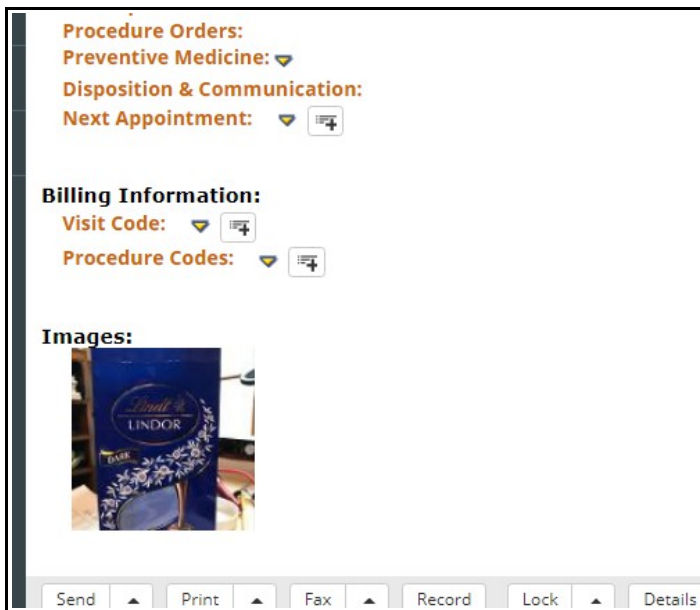 Procedure Orders:
Preventive Medicine:
Disposition & Communication:
Next Appointment:
Billing Information:
Visit Code:
Procedure Codes:
Images:
Lindt
LINDOR
DARK
Send
Print
Fax
Record
Lock
Details